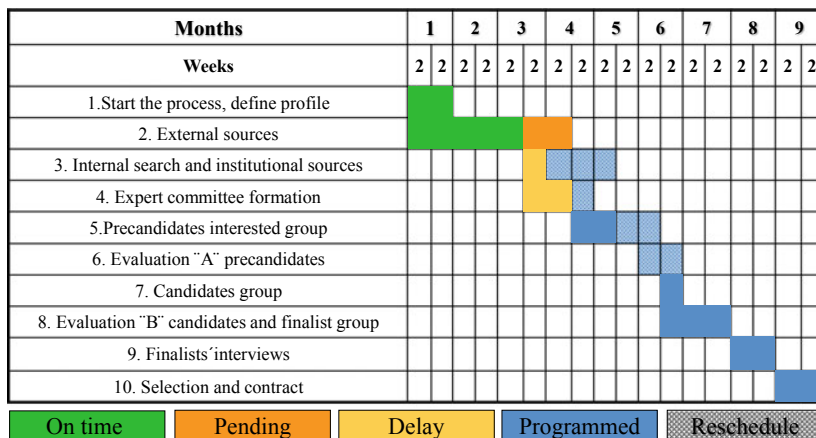 Months 1 2 3 4 5 6 7 8 9
Weeks 2 2 2 2 2 2 2 2 2 2 2 2 2 2 2 2 2 2
1.Start the process, define profile
2. External sources
3. Internal search and institutional sources
4. Expert committee formation
5.Precandidates interested group
6. Evaluation ¨A¨ precandidates
7. Candidates group
8. Evaluation ¨B¨ candidates and finalist group
9. Finalists´interviews
10. Selection and contract
On time Pending Delay Programmed Reschedule